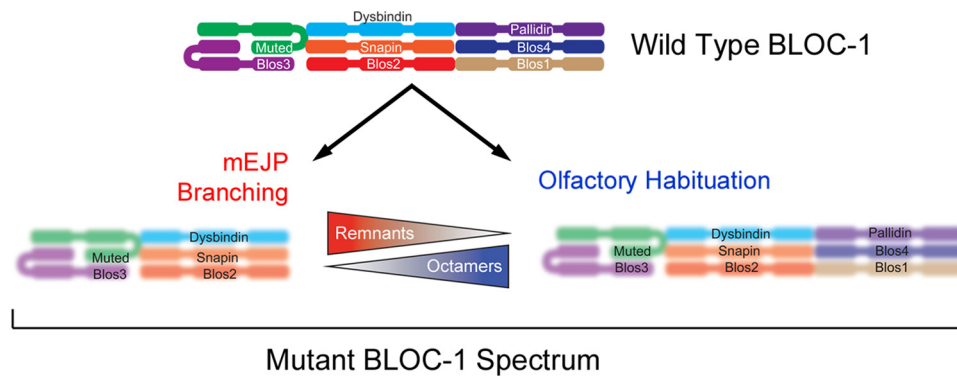 Dysbindin
Pallidin
Muted
Snapin
Blos4
Blos3
Blos2
Blos1
Wild Type BLOC-1
mEJP
Branching
Olfactory Habituation
Remnants
Octamers
Dysbindin
Muted
Snapin
Blos3
Blos2
Dysbindin
Pallidin
Muted
Snapin
Blos4
Blos3
Blos2
Blos1
Mutant BLOC-1 Spectrum